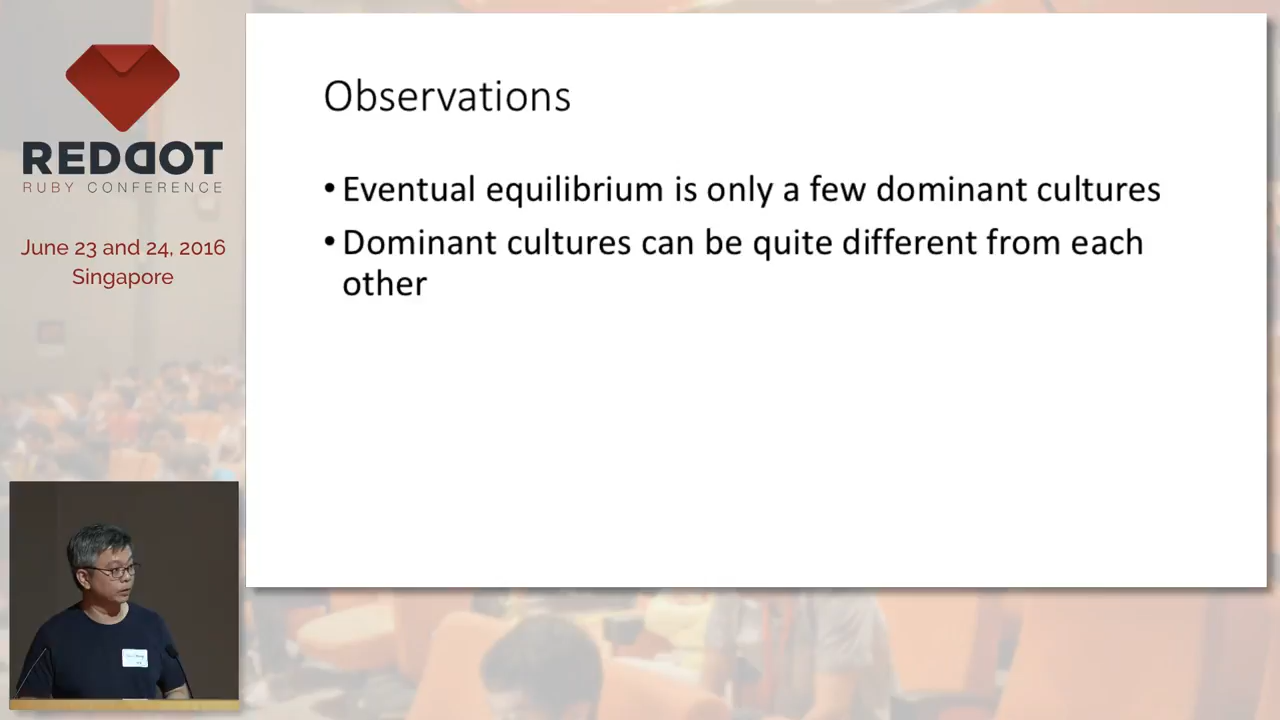 REDDOT
RUBY CONFERENCE
June 23 and 24, 2016
Singapore
Observations
• Eventual equilibrium is only a few dominant cultures
• Dominant cultures can be quite different from each
other